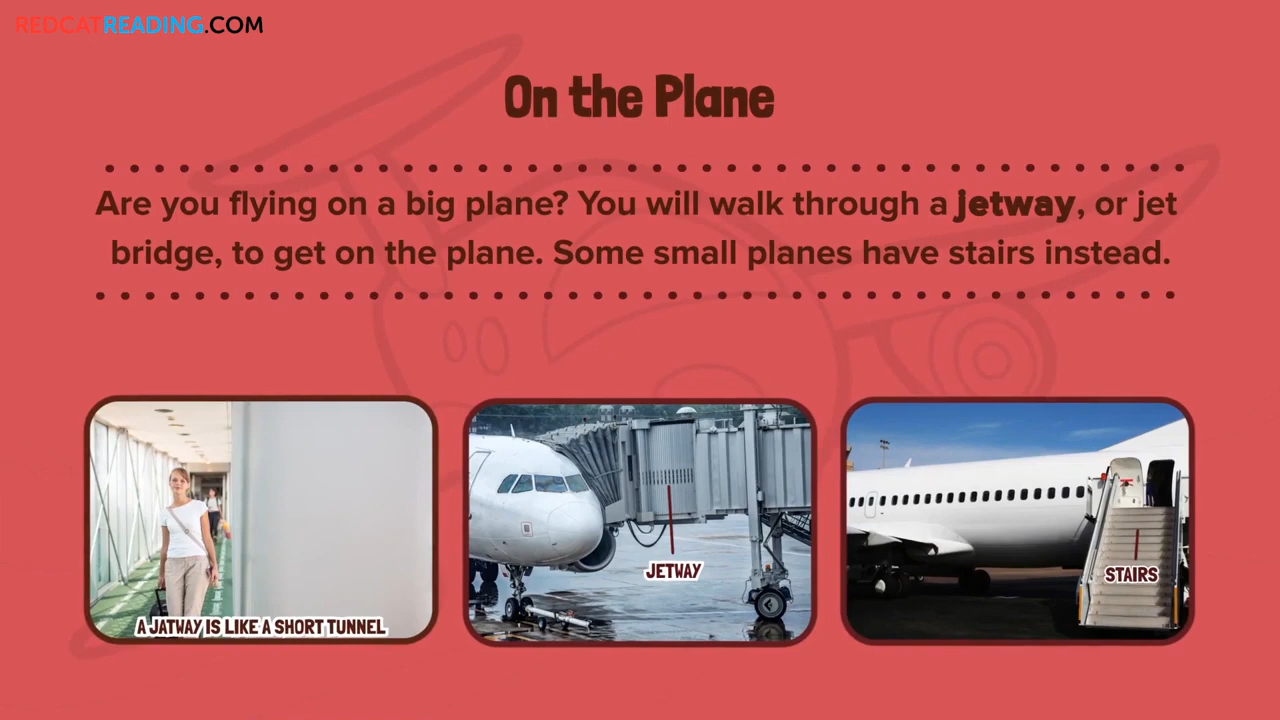 REDCATREADING.COM
On the Plane
Are you flying on a big plane? You will walk through a jetway, or jet
bridge, to get on the plane. Some small planes have stairs instead.
A JATWAY IS LIKE A SHORT TUNNEL
JETWAY
STAIRS